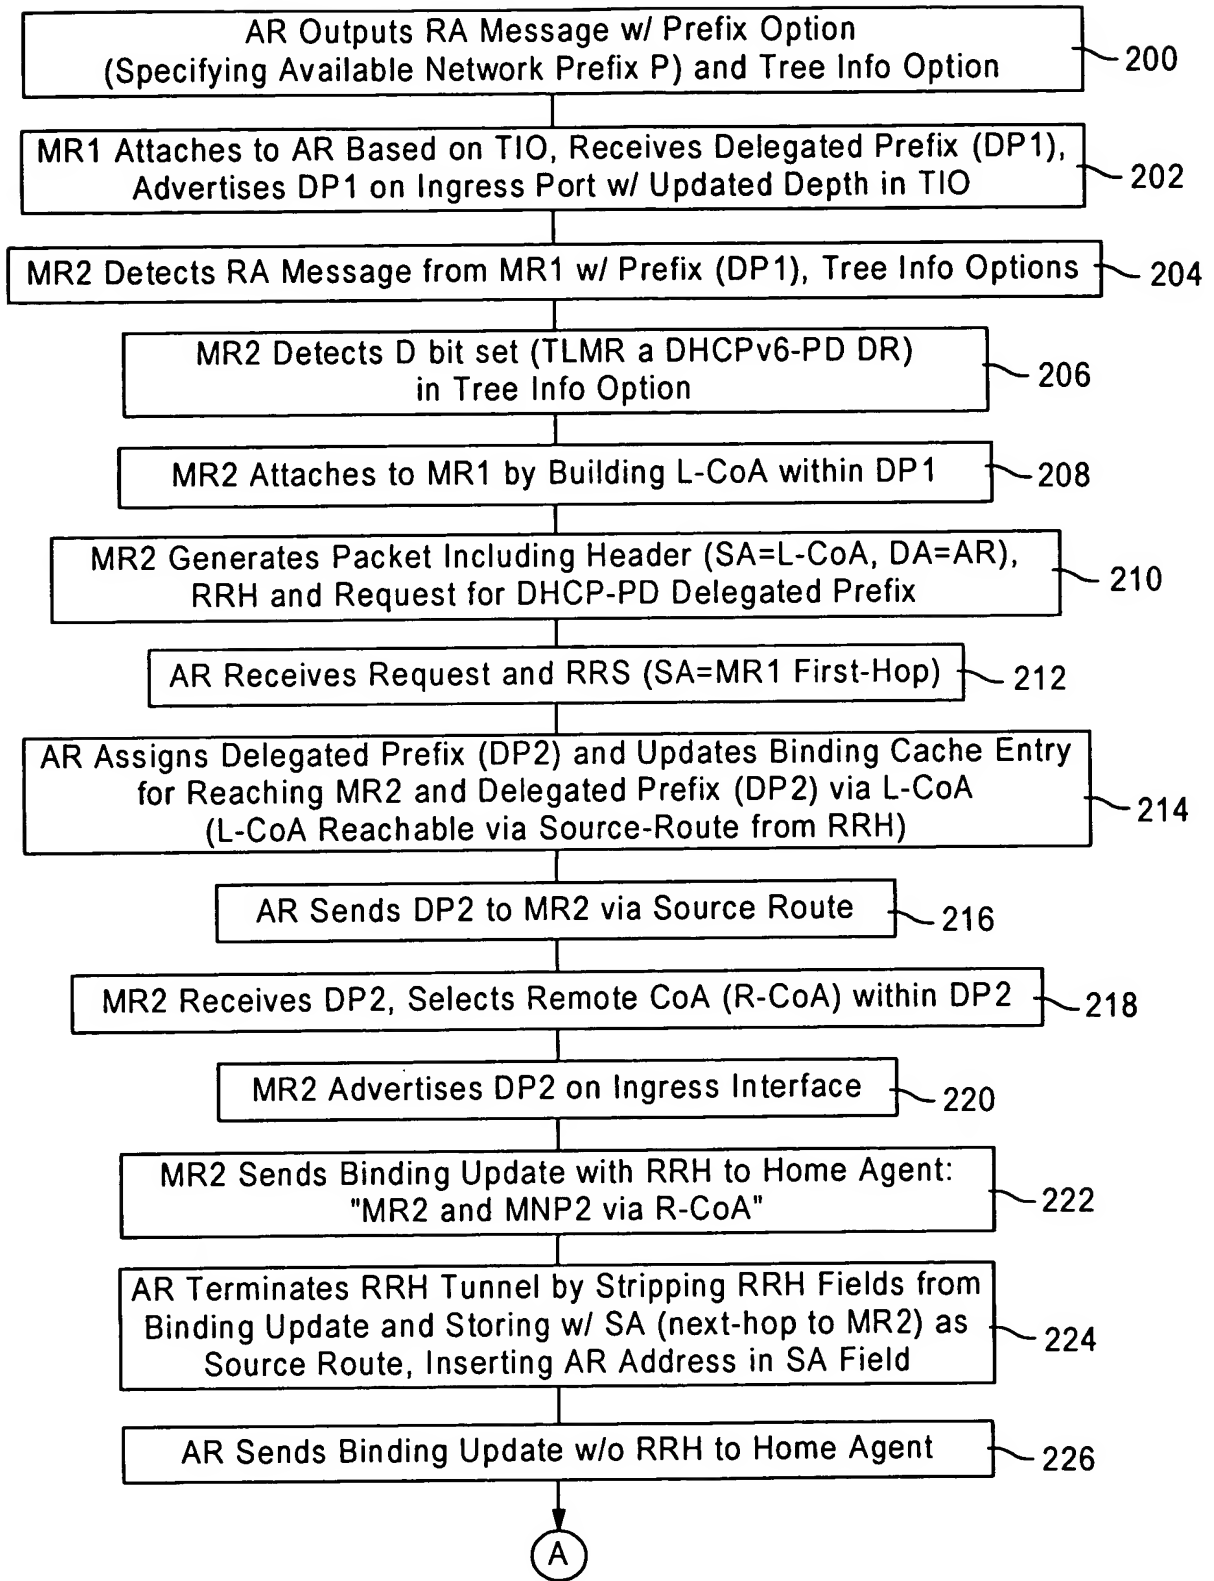 AR Outputs RA Message w/ Prefix Option
(Specifying Available Network Prefix P) and Tree Info Option
200
MR1 Attaches to AR Based on TIO, Receives Delegated Prefix (DP1),
Advertises DP1 on Ingress Port w/ Updated Depth in TIO
202
MR2 Detects RA Message from MR1 w/ Prefix (DP1), Tree Info Options
204
MR2 Detects D bit set (TLMR a DHCPv6-PD DR)
in Tree Info Option
206
MR2 Attaches to MR1 by Building L-CoA within DP1
208
MR2 Generates Packet Including Header (SA=L-CoA, DA=AR),
RRH and Request for DHCP-PD Delegated Prefix
210
AR Receives Request and RRS (SA=MR1 First-Hop)
212
AR Assigns Delegated Prefix (DP2) and Updates Binding Cache Entry
for Reaching MR2 and Delegated Prefix (DP2) via L-CoA
(L-CoA Reachable via Source-Route from RRH)
214
AR Sends DP2 to MR2 via Source Route
216
MR2 Receives DP2, Selects Remote CoA (R-CoA) within DP2
218
MR2 Advertises DP2 on Ingress Interface
220
MR2 Sends Binding Update with RRH to Home Agent:
"MR2 and MNP2 via R-CoA"
222
AR Terminates RRH Tunnel by Stripping RRH Fields from
Binding Update and Storing w/ SA (next-hop to MR2) as
Source Route, Inserting AR Address in SA Field
224
AR Sends Binding Update w/o RRH to Home Agent
226
A